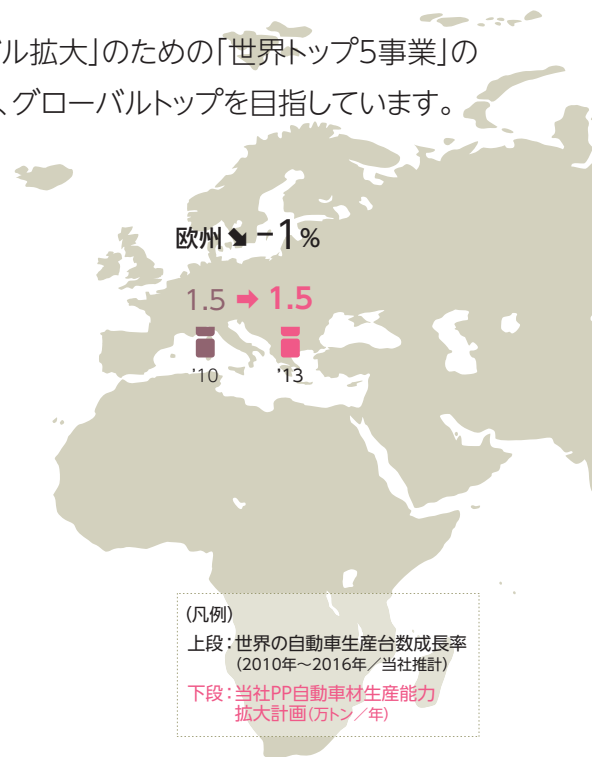 ル拡大」のための「世界トップ5事業」の
、グローバルトップを目指しています。
欧州 ➘ −1%
1.5 ➡ 1.5
'10 '13
(凡例)
上段：世界の自動車生産台数成長率
(2010年～2016年／当社推計)
下段：当社PP自動車材生産能力
拡大計画(万トン／年)